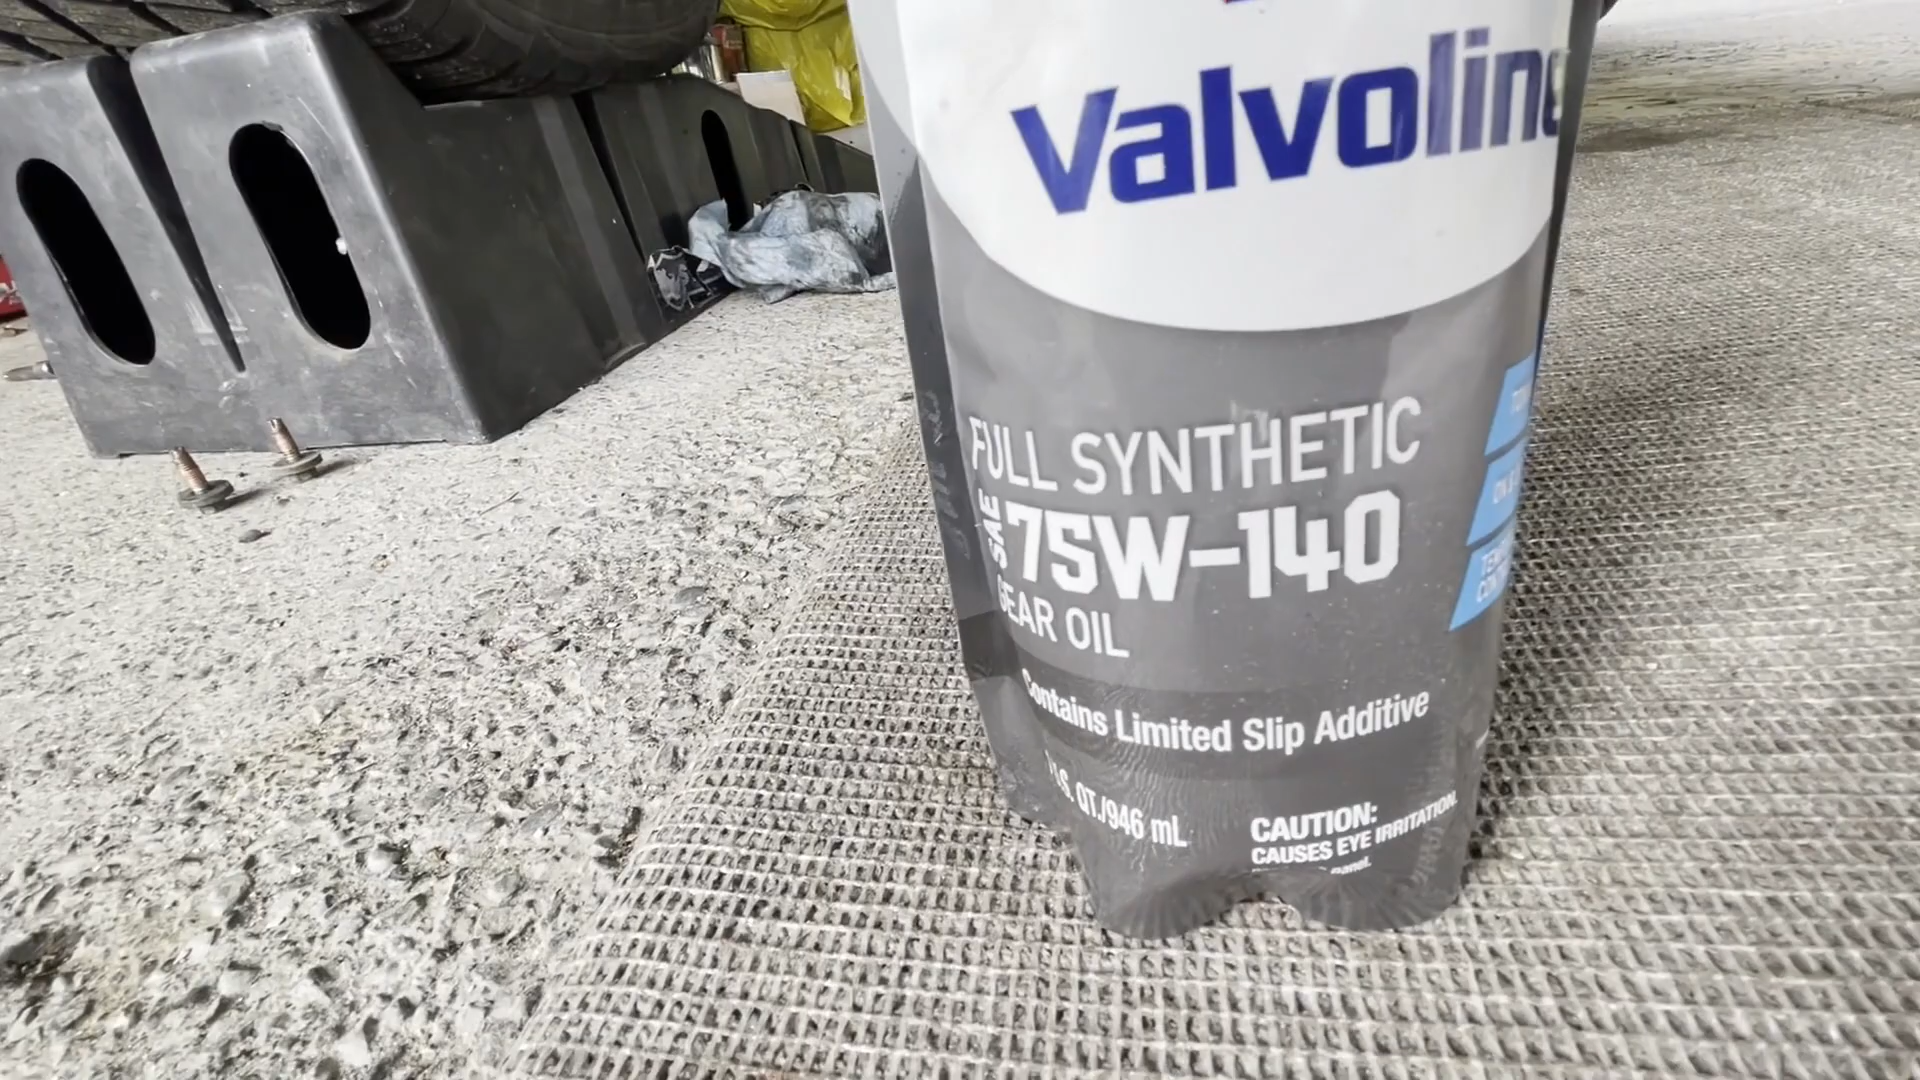 Valvoline
FULL SYNTHETIC
SAE 75W-140
GEAR OIL
Contains Limited Slip Additive
U.S. QT./946 mL
CAUTION:
CAUSES EYE IRRITATION.
panel.